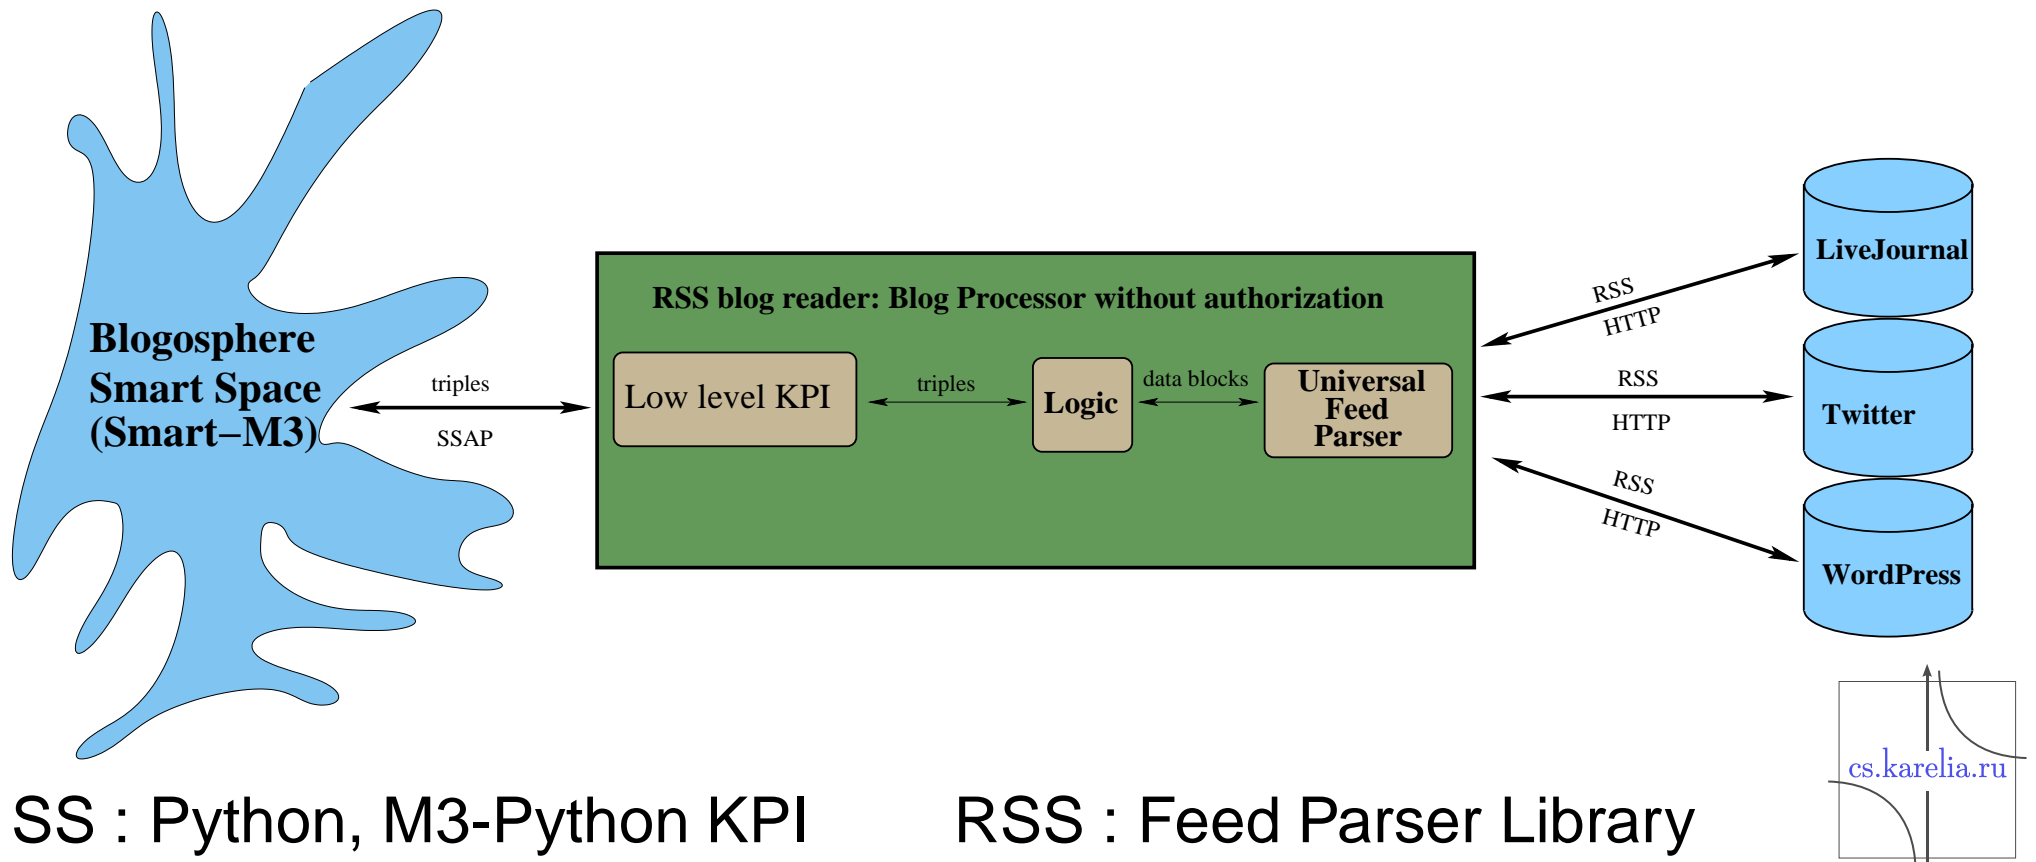 Blogosphere
Smart Space
(Smart–M3)
triples
SSAP
RSS blog reader: Blog Processor without authorization
Low level KPI
triples
Logic
data blocks
Universal
Feed
Parser
RSS
HTTP
RSS
HTTP
RSS
HTTP
LiveJournal
Twitter
WordPress
cs.karelia.ru
SS : Python, M3-Python KPI
RSS : Feed Parser Library